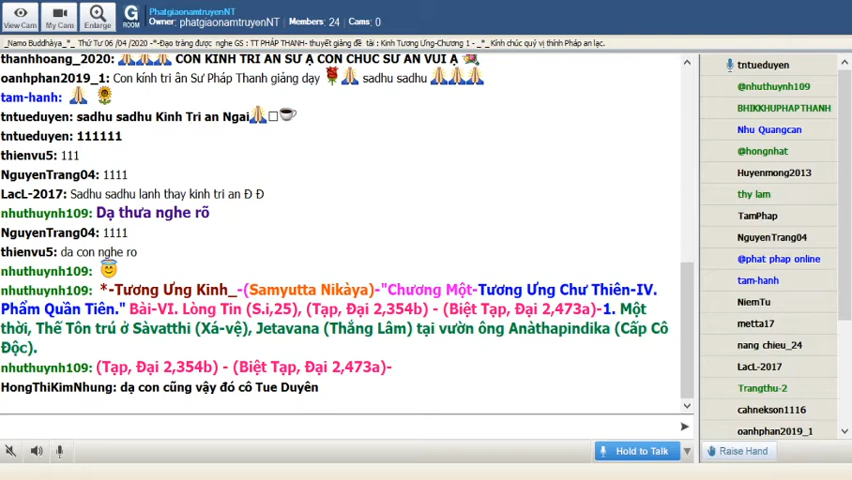 View Cam
My Cam
Enlarge
G ROOM
PhatgiaonamtruyenNT
Owner: phatgiaonamtruyenNT Members: 24 Cams: 0
_Namo Buddhàya_*_ Thứ Tư 06 /04 /2020 -*-Đạo tràng được nghe GS : TT PHÁP THANH- thuyết giảng đề tài : Kinh Tương Ưng-Chương 1 - _*_ Kính chúc quý vị thính Pháp an lạc.
thanhhoang_2020: 🙏🙏🙏 CON KÍNH TRI ÂN SƯ Ạ CON CHÚC SƯ AN VUI Ạ 💐
oanhphan2019_1: Con kính tri ân Sư Pháp Thanh giảng dạy 🌹🙏 sadhu sadhu 🙏🙏🙏
tam-hanh: 🙏 🌻
tntueduyen: sadhu sadhu Kinh Tri an Ngai🙏□☕
tntueduyen: 111111
thienvu5: 111
NguyenTrang04: 1111
LacL-2017: Sadhu sadhu lanh thay kinh tri an Đ Đ
nhuthuynh109: Dạ thưa nghe rõ
NguyenTrang04: 1111
thienvu5: da con nghe ro
nhuthuynh109: 😇
nhuthuynh109: *-Tương Ưng Kinh_-(Samyutta Nikàya)-"Chương Một-Tương Ưng Chư Thiên-IV.
Phẩm Quần Tiên." Bài-VI. Lòng Tin (S.i,25), (Tạp, Đại 2,354b) - (Biệt Tạp, Đại 2,473a)-1. Một
thời, Thế Tôn trú ở Sàvatthi (Xá-vệ), Jetavana (Thắng Lâm) tại vườn ông Anàthapindika (Cấp Cô
Độc).
nhuthuynh109: (Tạp, Đại 2,354b) - (Biệt Tạp, Đại 2,473a)-
HongThiKimNhung: dạ con cũng vậy đó cô Tue Duyên
Hold to Talk
Raise Hand
tntueduyen
@nhuthuynh109
BHIKKHUPHAPTHANH
Nhu Quangcan
@hongnhat
Huyenmong2013
thy lam
TamPhap
NguyenTrang04
@phat phap online
tam-hanh
NiemTu
metta17
nang chieu_24
LacL-2017
Trangthu-2
cahnekson1116
oanhphan2019_1